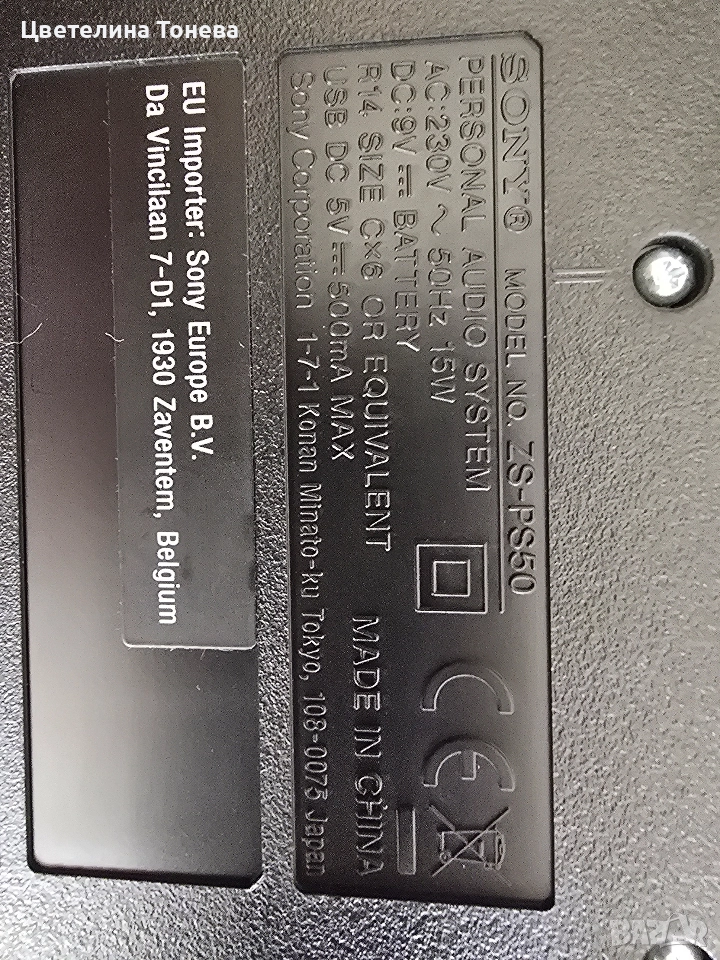 Цветелина Тонева
SONY® MODEL NO. ZS-PS50
PERSONAL AUDIO SYSTEM
AC:230V ~ 50Hz 15W
DC:9V ⎓ BATTERY
R14 SIZE C×6 OR EQUIVALENT
USB DC 5V ⎓ 500mA MAX
MADE IN CHINA
Sony Corporation 1-7-1 Konan Minato-ku Tokyo, 108-0075 Japan
CE
EU Importer: Sony Europe B.V.
Da Vincilaan 7-D1, 1930 Zaventem, Belgium
BAZAR